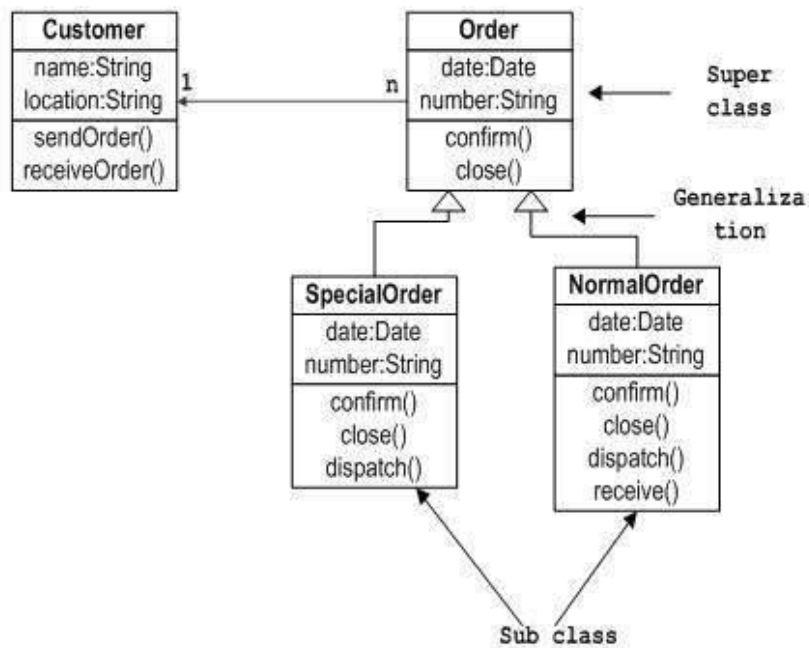 Customer
name:String
location:String
sendOrder()
receiveOrder()
1
n
Order
date:Date
number:String
confirm()
close()
Super
class
Generaliza
tion
SpecialOrder
date:Date
number:String
confirm()
close()
dispatch()
NormalOrder
date:Date
number:String
confirm()
close()
dispatch()
receive()
Sub class